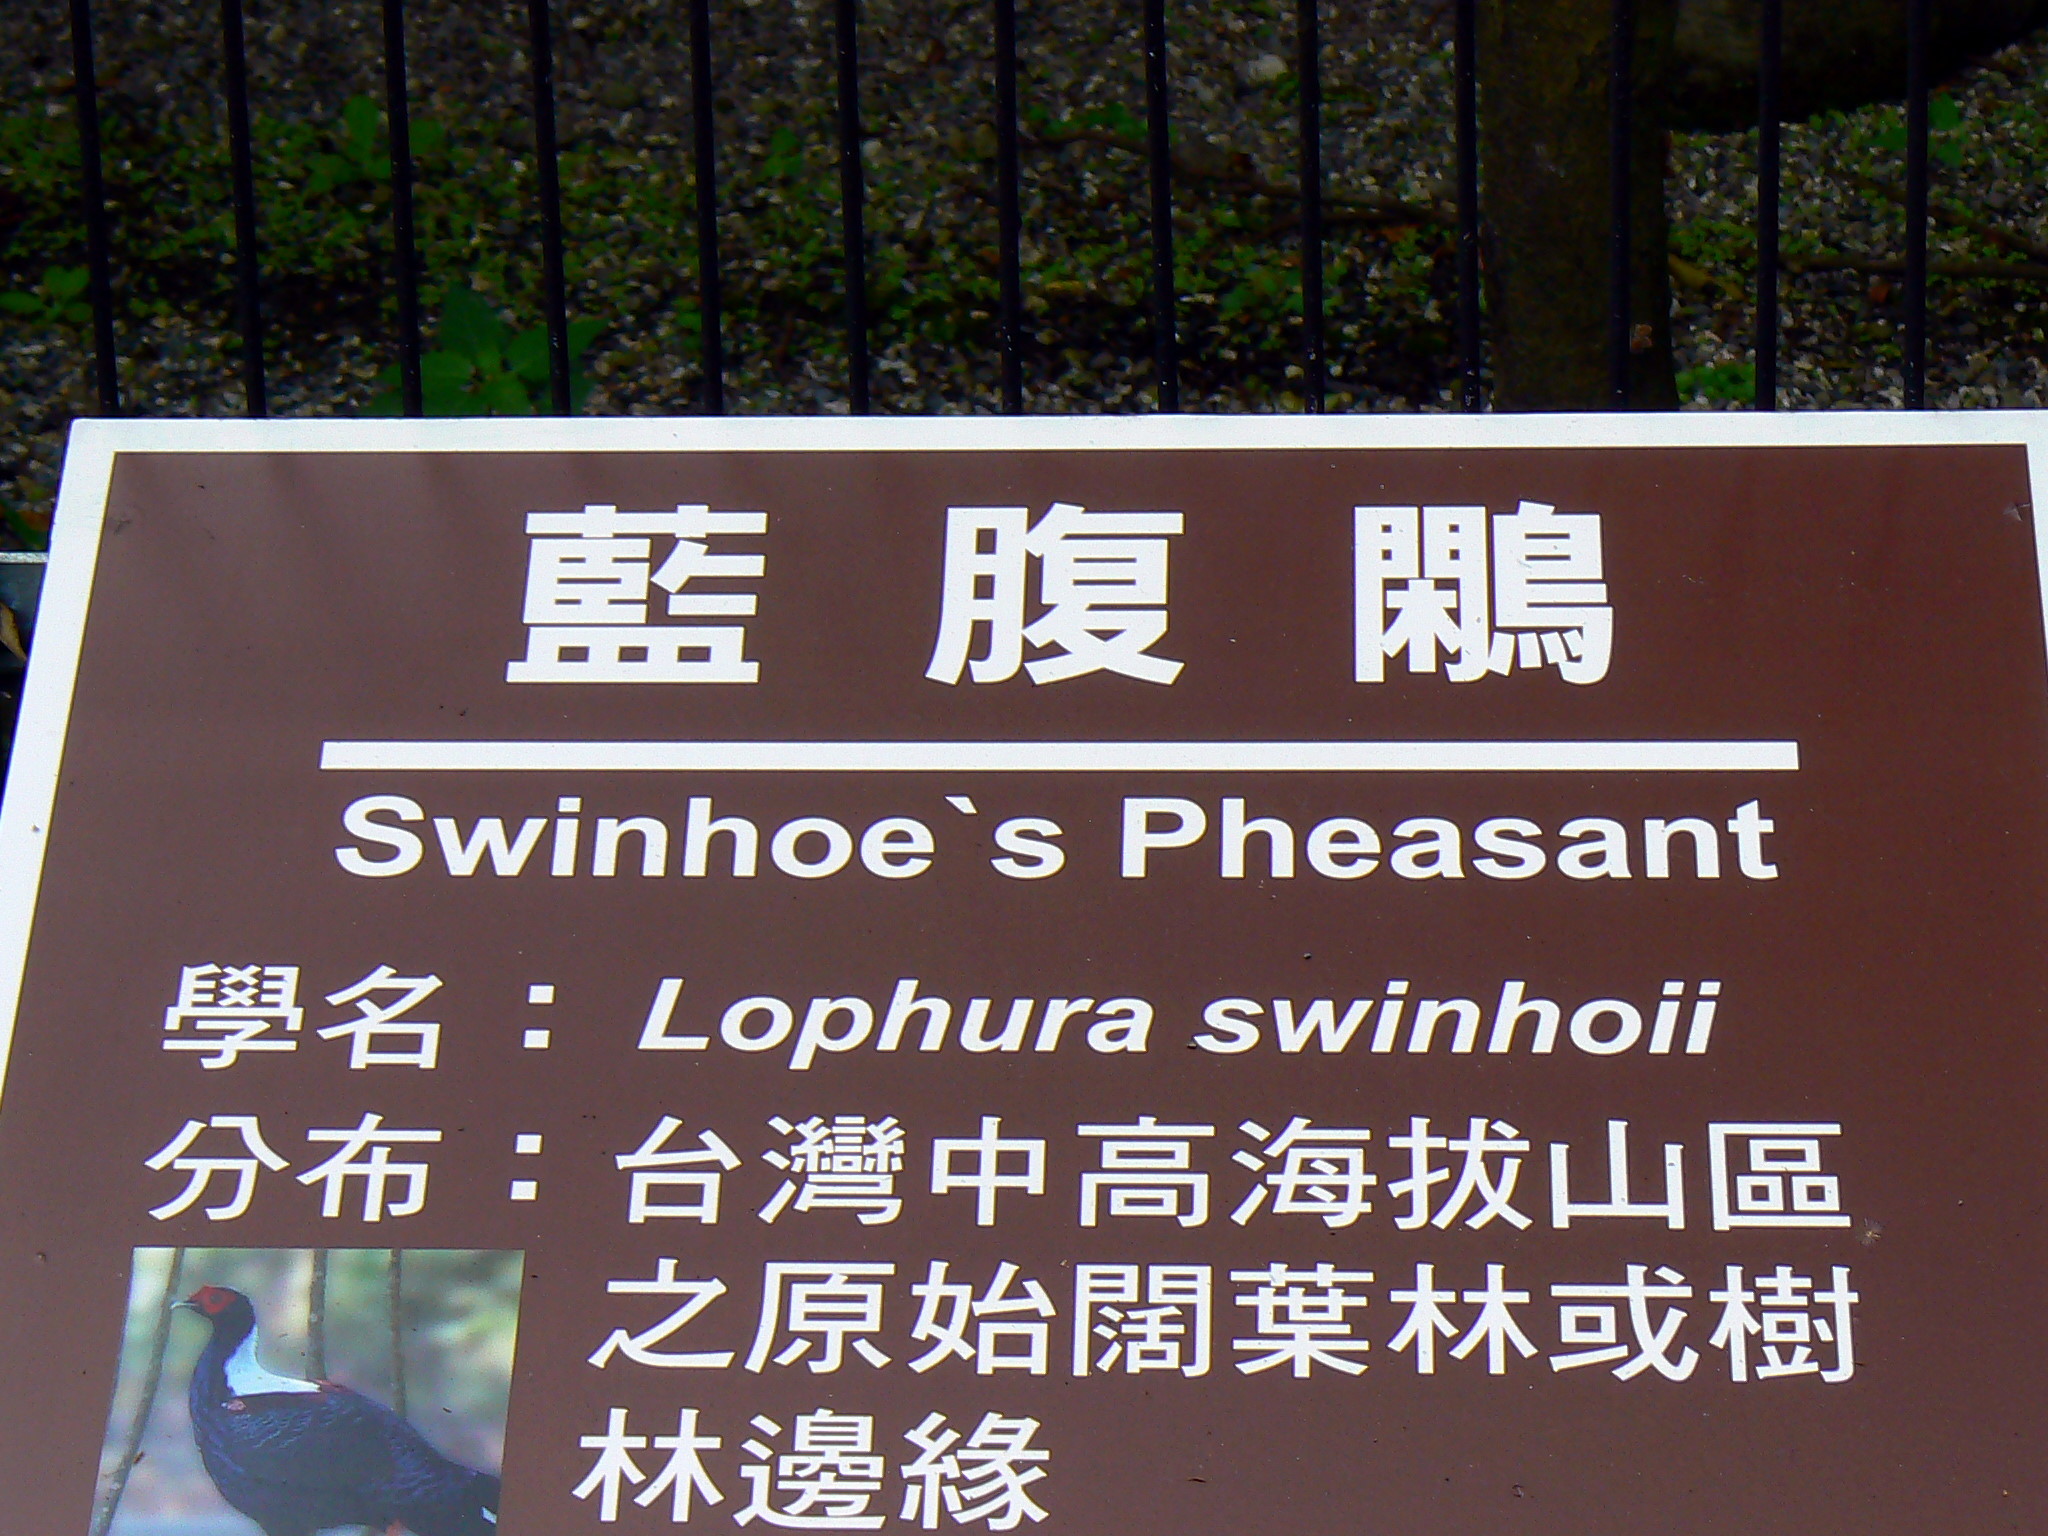 藍腹鷴
Swinhoe`s Pheasant
學名：Lophura swinhoii
分布：台灣中高海拔山區
之原始闊葉林或樹
林邊緣